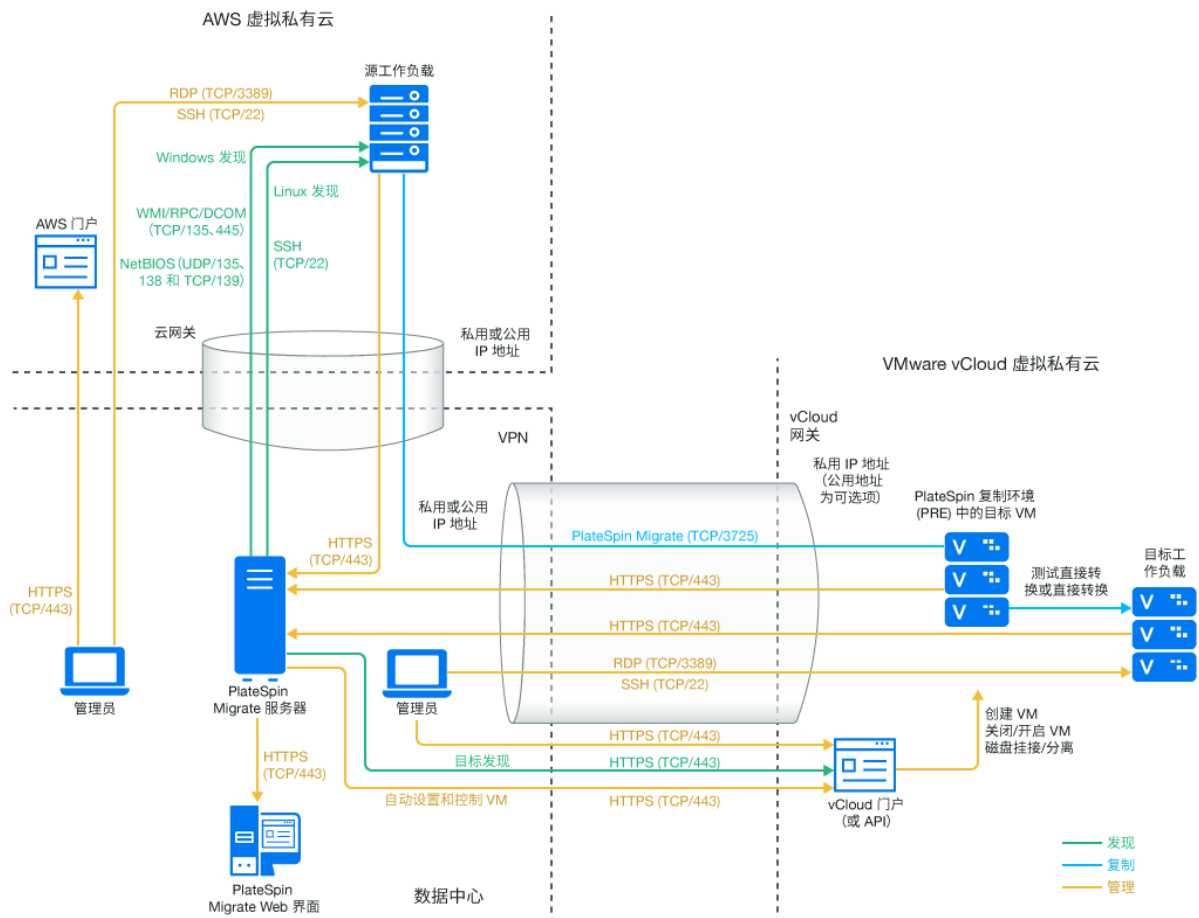 AWS 虚拟私有云
源工作负载
RDP (TCP/3389)
SSH (TCP/22)
Windows 发现
Linux 发现
WMI/RPC/DCOM
(TCP/135、445)
SSH
(TCP/22)
NetBIOS (UDP/135、
138 和 TCP/139)
AWS 门户
云网关
私用或公用
IP 地址
VMware vCloud 虚拟私有云
VPN
vCloud
网关
私用 IP 地址
(公用地址
为可选项)
私用或公用
IP 地址
PlateSpin 复制环境
(PRE) 中的目标 VM
PlateSpin Migrate (TCP/3725)
HTTPS
(TCP/443)
HTTPS (TCP/443)
测试直接转
换或直接转换
目标工
作负载
HTTPS
(TCP/443)
HTTPS (TCP/443)
RDP (TCP/3389)
SSH (TCP/22)
管理员
PlateSpin
Migrate 服务器
管理员
创建 VM
关闭/开启 VM
磁盘挂接/分离
HTTPS (TCP/443)
HTTPS
(TCP/443)
目标发现
HTTPS (TCP/443)
自动设置和控制 VM
HTTPS (TCP/443)
vCloud 门户
(或 API)
PlateSpin
Migrate Web 界面
数据中心
发现
复制
管理